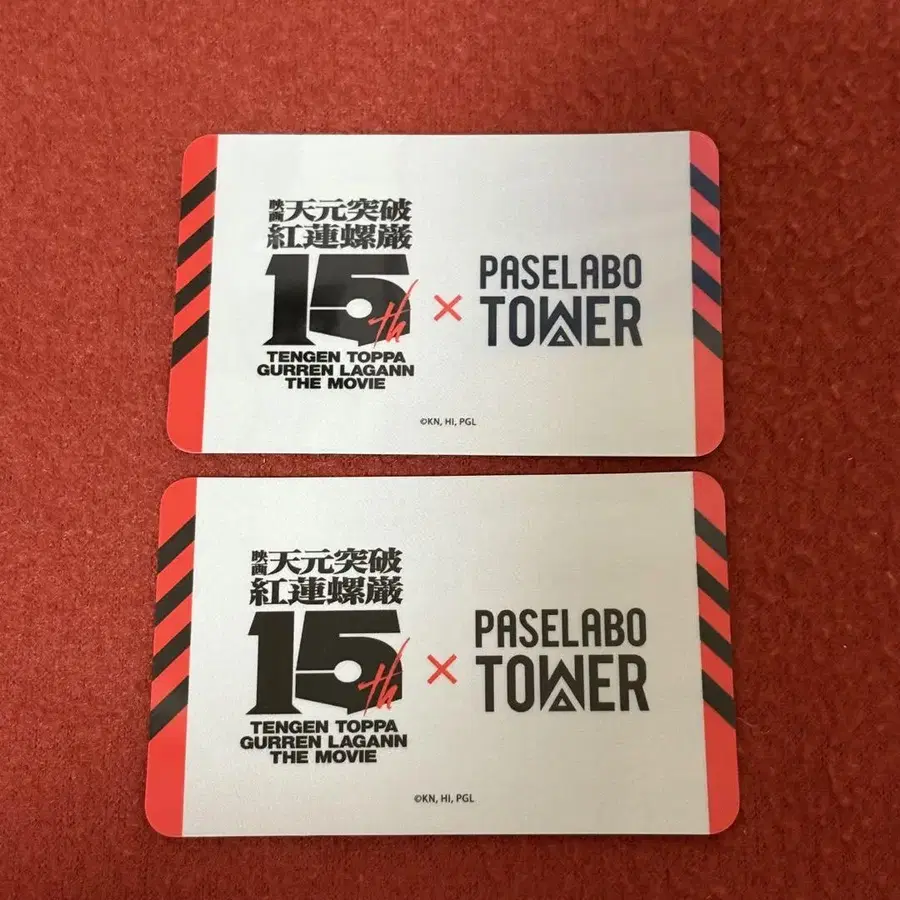 映画 天元突破
紅蓮螺巌
15th
TENGEN TOPPA
GURREN LAGANN
THE MOVIE
×
PASELABO
TOWER
©KN, HI, PGL
映画 天元突破
紅蓮螺巌
15th
TENGEN TOPPA
GURREN LAGANN
THE MOVIE
×
PASELABO
TOWER
©KN, HI, PGL